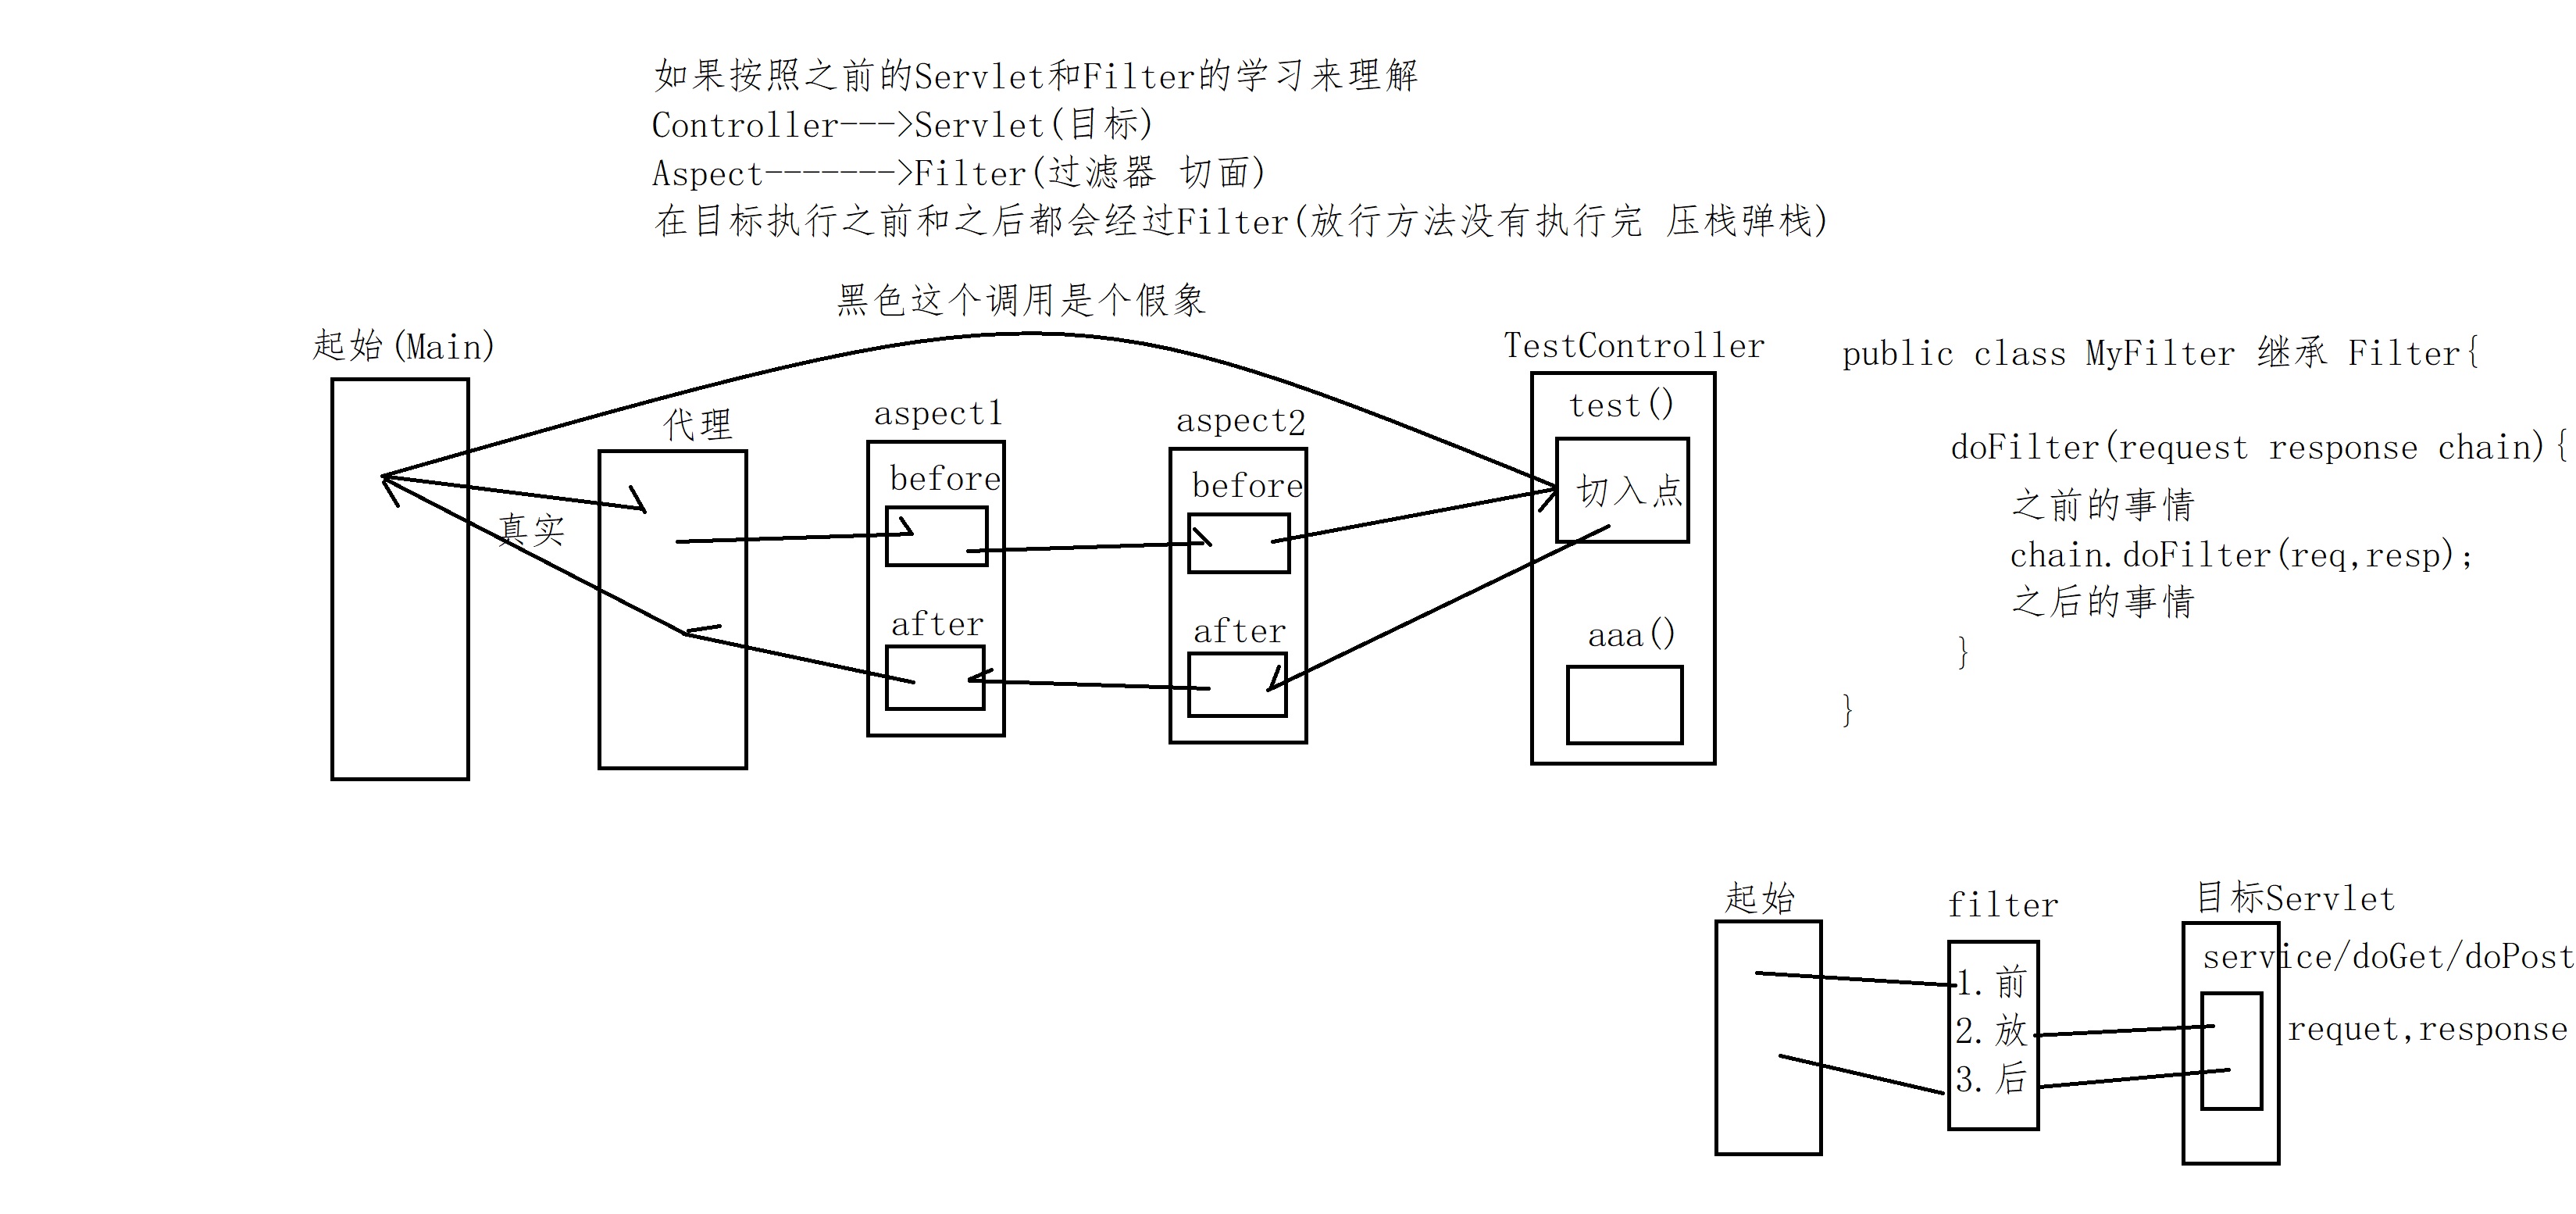 如果按照之前的Servlet和Filter的学习来理解
Controller--->Servlet(目标)
Aspect------->Filter(过滤器 切面)
在目标执行之前和之后都会经过Filter(放行方法没有执行完 压栈弹栈)
黑色这个调用是个假象
起始(Main)
代理
真实
aspect1
before
after
aspect2
before
after
TestController
test()
切入点
aaa()
public class MyFilter 继承 Filter{
doFilter(request response chain){
之前的事情
chain.doFilter(req,resp);
之后的事情
}
}
起始
filter
1.前
2.放
3.后
目标Servlet
service/doGet/doPost
requet,response